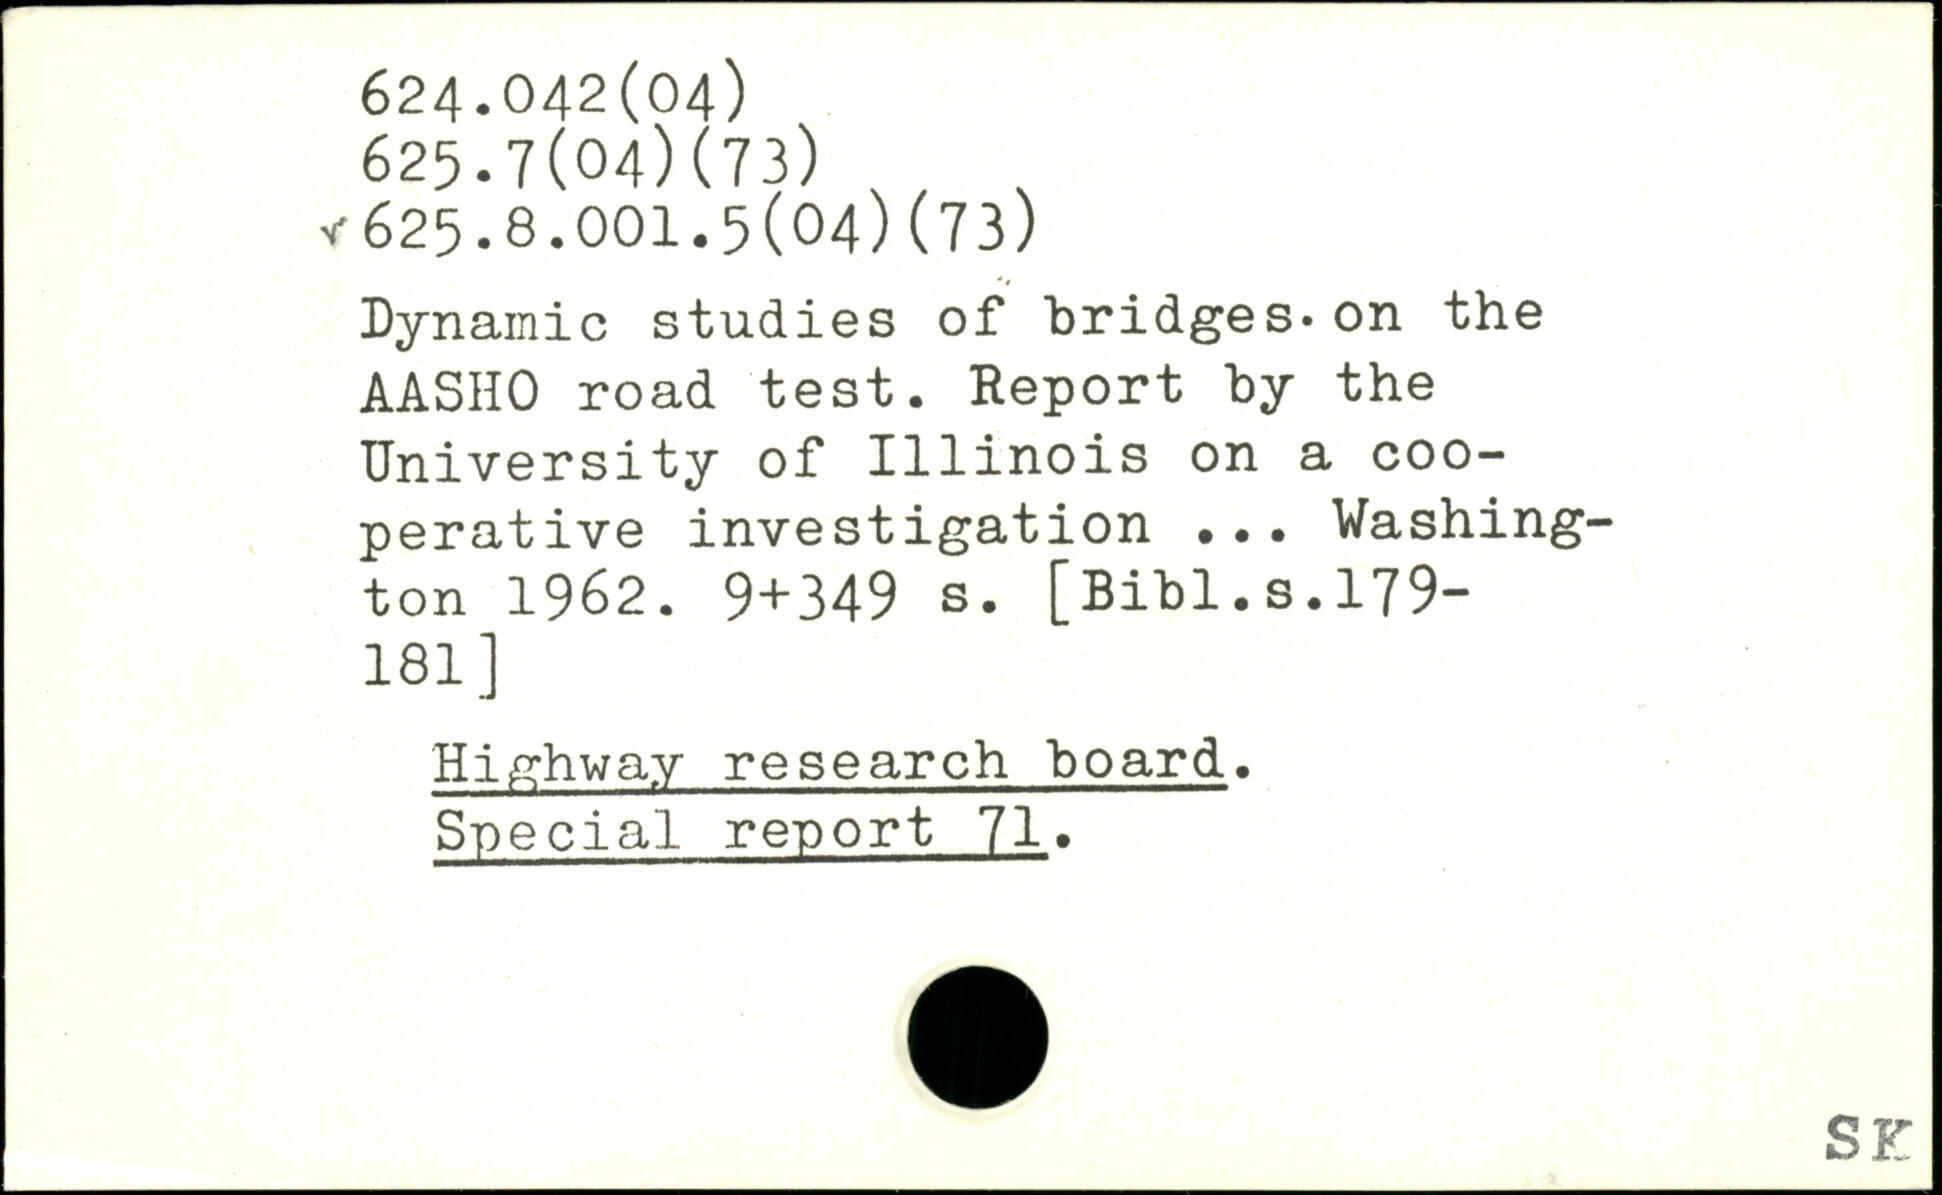 624.042(04)
625.7(04)(73)
✓625.8.001.5(04)(73)
Dynamic studies of bridges. on the
AASHO road test. Report by the
University of Illinois on a coo-
perative investigation ... Washing-
ton 1962. 9+349 s. [Bibl.s.179-
181]
Highway research board.
Special report 71.
SK